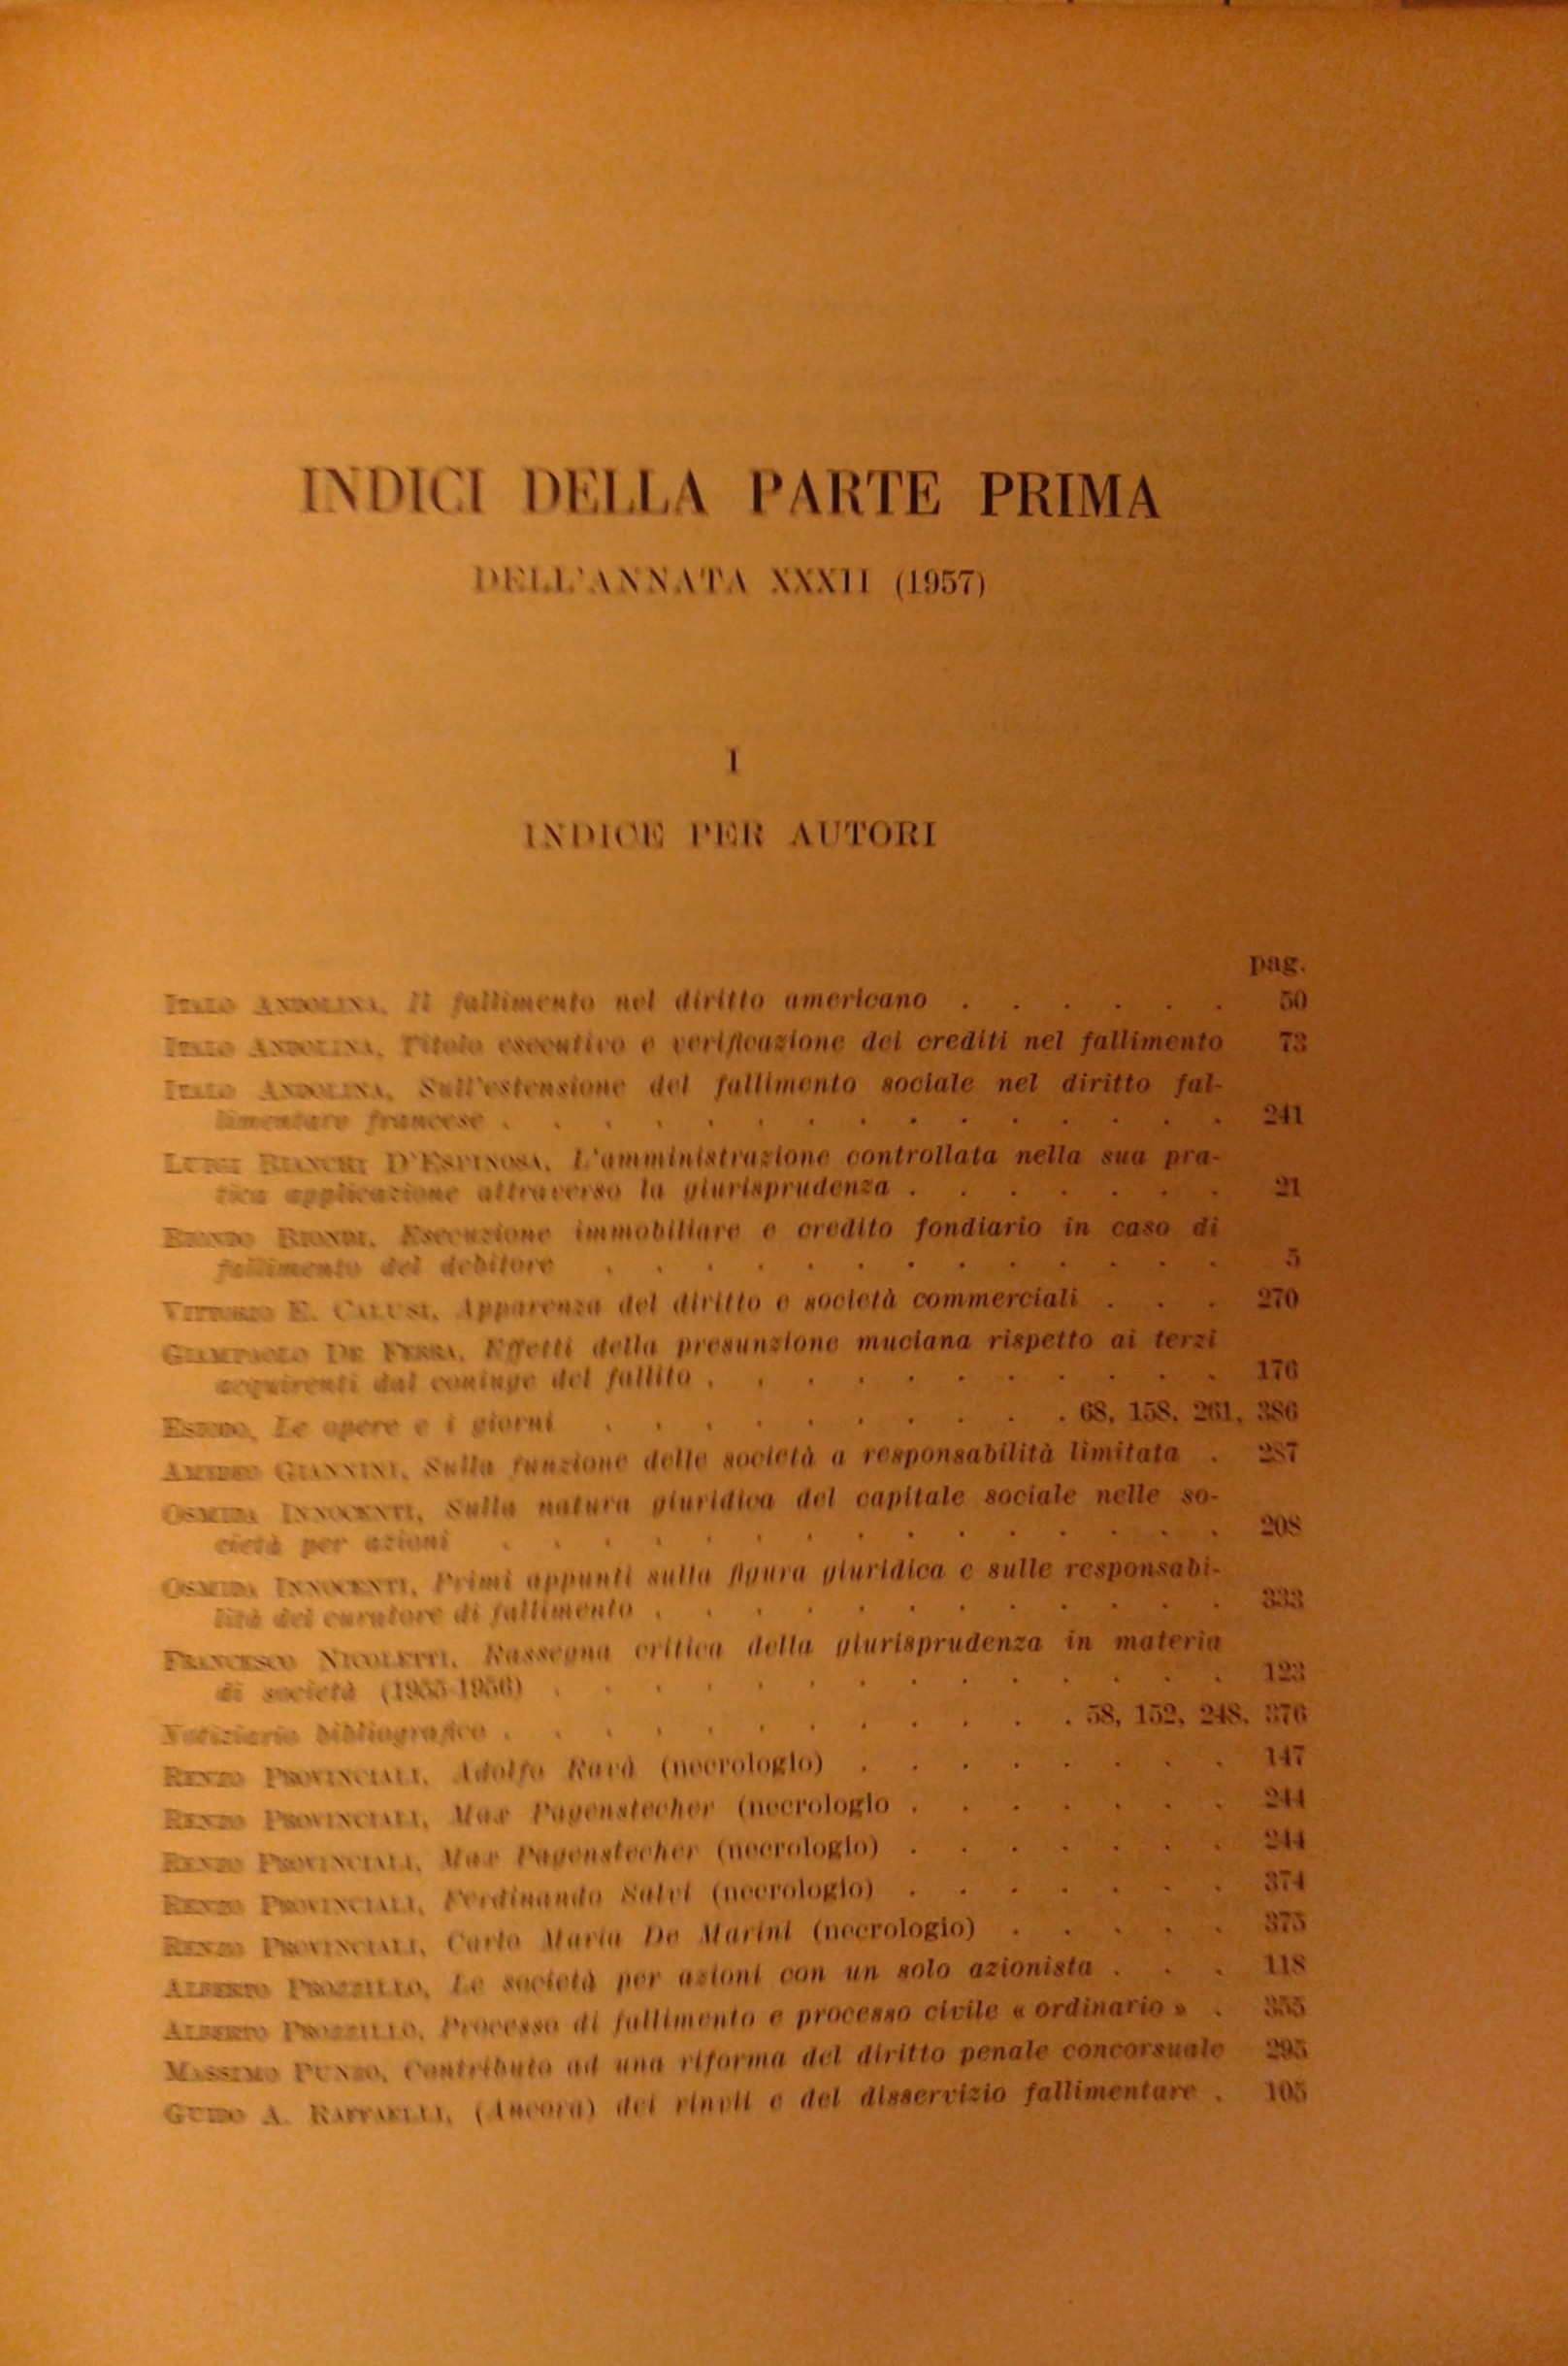 INDICI DELLA PARTE PRIMA
DELL'ANNATA XXXII (1957)
I
INDICE PER AUTORI
pag.
ITALO ANDOLINA, Il fallimento nel diritto americano . . . . . . 50
ITALO ANDOLINA, Titolo esecutivo e verificazione dei crediti nel fallimento 73
ITALO ANDOLINA, Sull'estensione del fallimento sociale nel diritto fal-
limentare francese . . . . . . . . . . . . . . . 241
LUIGI BIANCHI D'ESPINOSA, L'amministrazione controllata nella sua pra-
tica applicazione attraverso la giurisprudenza . . . . . . . 21
BIONDO BIONDI, Esecuzione immobiliare e credito fondiario in caso di
fallimento del debitore . . . . . . . . . . . . . 5
VITTORIO E. CALUSI, Apparenza del diritto e società commerciali . . . 270
GIAMPAOLO DE FERRA, Effetti della presunzione muciana rispetto ai terzi
acquirenti dal coniuge del fallito . . . . . . . . . . . 176
ESIODO, Le opere e i giorni . . . . . . . . . . 68, 158, 261, 386
AMEDEO GIANNINI, Sulla funzione delle società a responsabilità limitata . 287
OSMIDA INNOCENTI, Sulla natura giuridica del capitale sociale nelle so-
cietà per azioni . . . . . . . . . . . . . . . 208
OSMIDA INNOCENTI, Primi appunti sulla figura giuridica e sulle responsabi-
lità del curatore di fallimento . . . . . . . . . . . . 333
FRANCESCO NICOLETTI, Rassegna critica della giurisprudenza in materia
di società (1955-1956) . . . . . . . . . . . . . . 123
Notiziario bibliografico . . . . . . . . . . . . 58, 152, 248, 376
RENZO PROVINCIALI, Adolfo Ravà (necrologio) . . . . . . . . 147
RENZO PROVINCIALI, Max Pagenstecher (necrologio . . . . . . . 244
RENZO PROVINCIALI, Max Pagenstecher (necrologio) . . . . . . . 244
RENZO PROVINCIALI, Ferdinando Salvi (necrologio) . . . . . . . 374
RENZO PROVINCIALI, Carlo Maria De Marini (necrologio) . . . . . 375
ALBERTO PROZZILLO, Le società per azioni con un solo azionista . . . 118
ALBERTO PROZZILLO, Processo di fallimento e processo civile « ordinario » . 355
MASSIMO PUNZO, Contributo ad una riforma del diritto penale concorsuale 295
GUIDO A. RAFFAELLI, (Ancora) dei rinvii e del disservizio fallimentare . 105